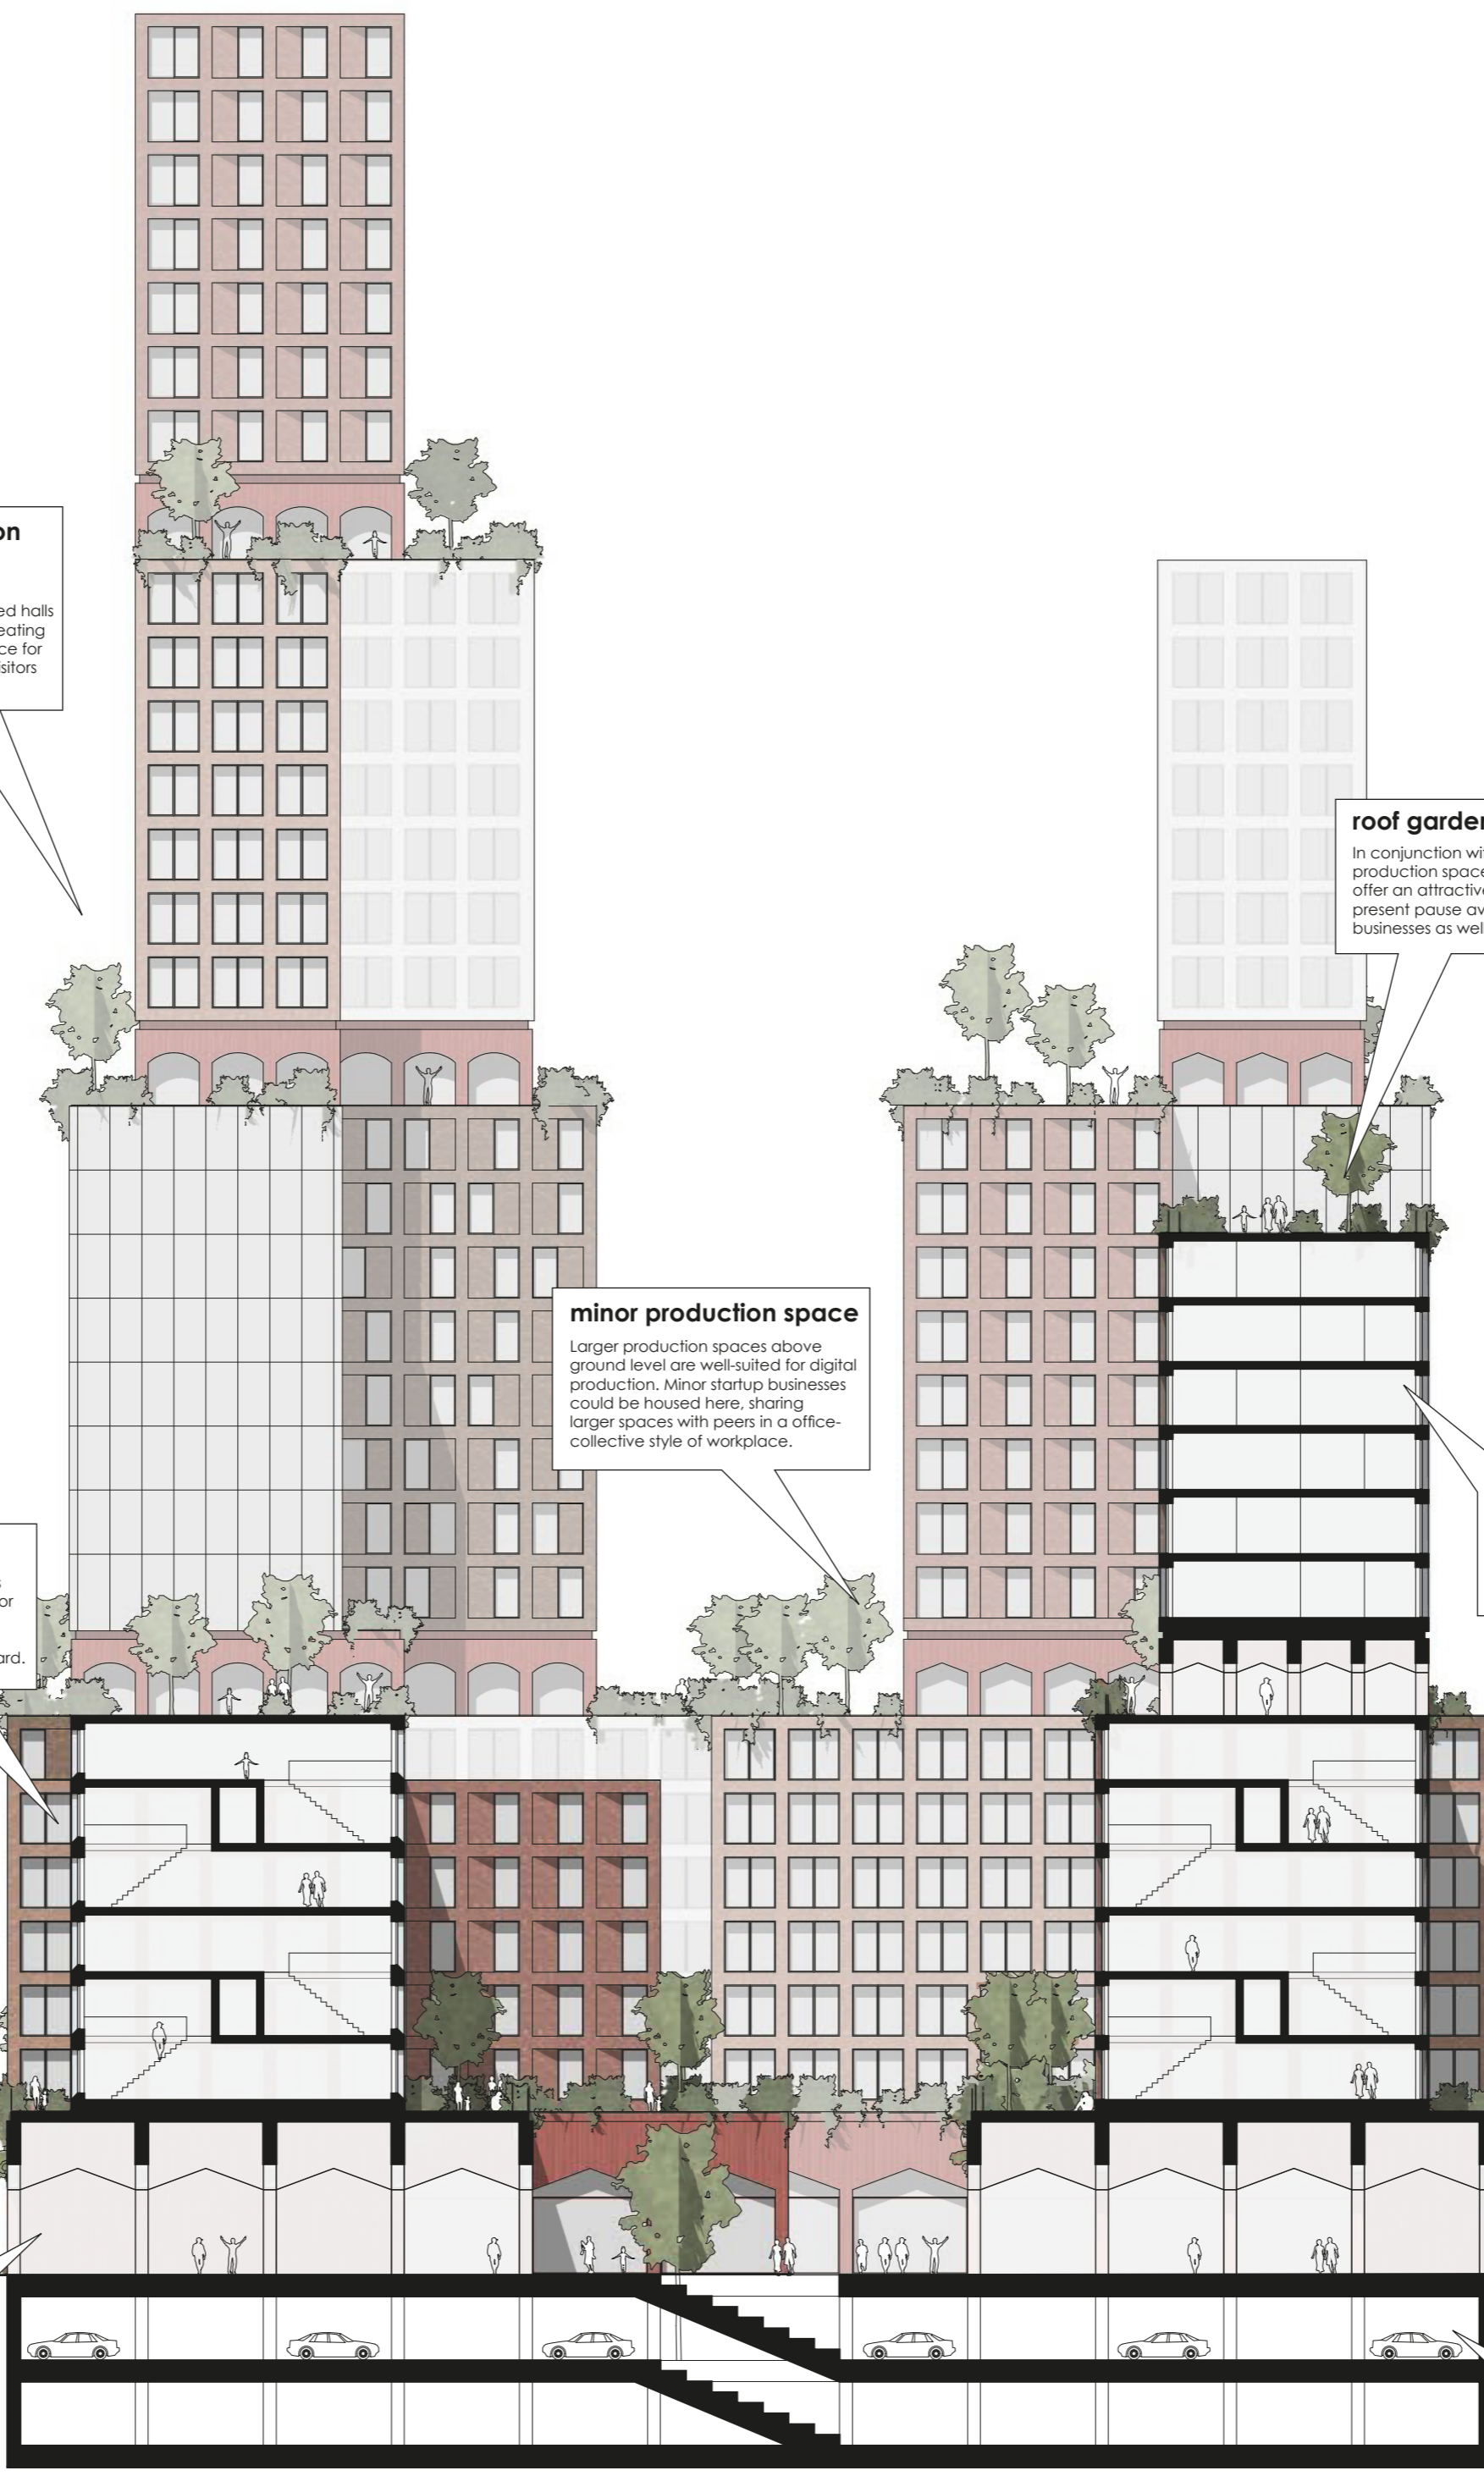 on
ed halls
eating
ce for
isitors
roof garden
In conjunction wi
production space
offer an attractive
present pause av
businesses as well
minor production space
Larger production spaces above
ground level are well-suited for digital
production. Minor startup businesses
could be housed here, sharing
larger spaces with peers in a office-
collective style of workplace.
s
or
ard.